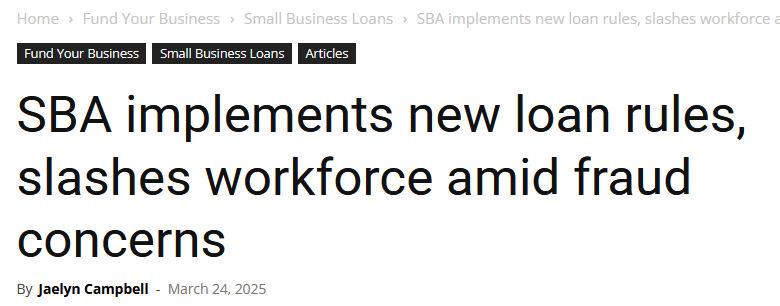 Home › Fund Your Business › Small Business Loans › SBA implements new loan rules, slashes workforce
Fund Your Business Small Business Loans Articles
SBA implements new loan rules,
slashes workforce amid fraud
concerns
By Jaelyn Campbell - March 24, 2025